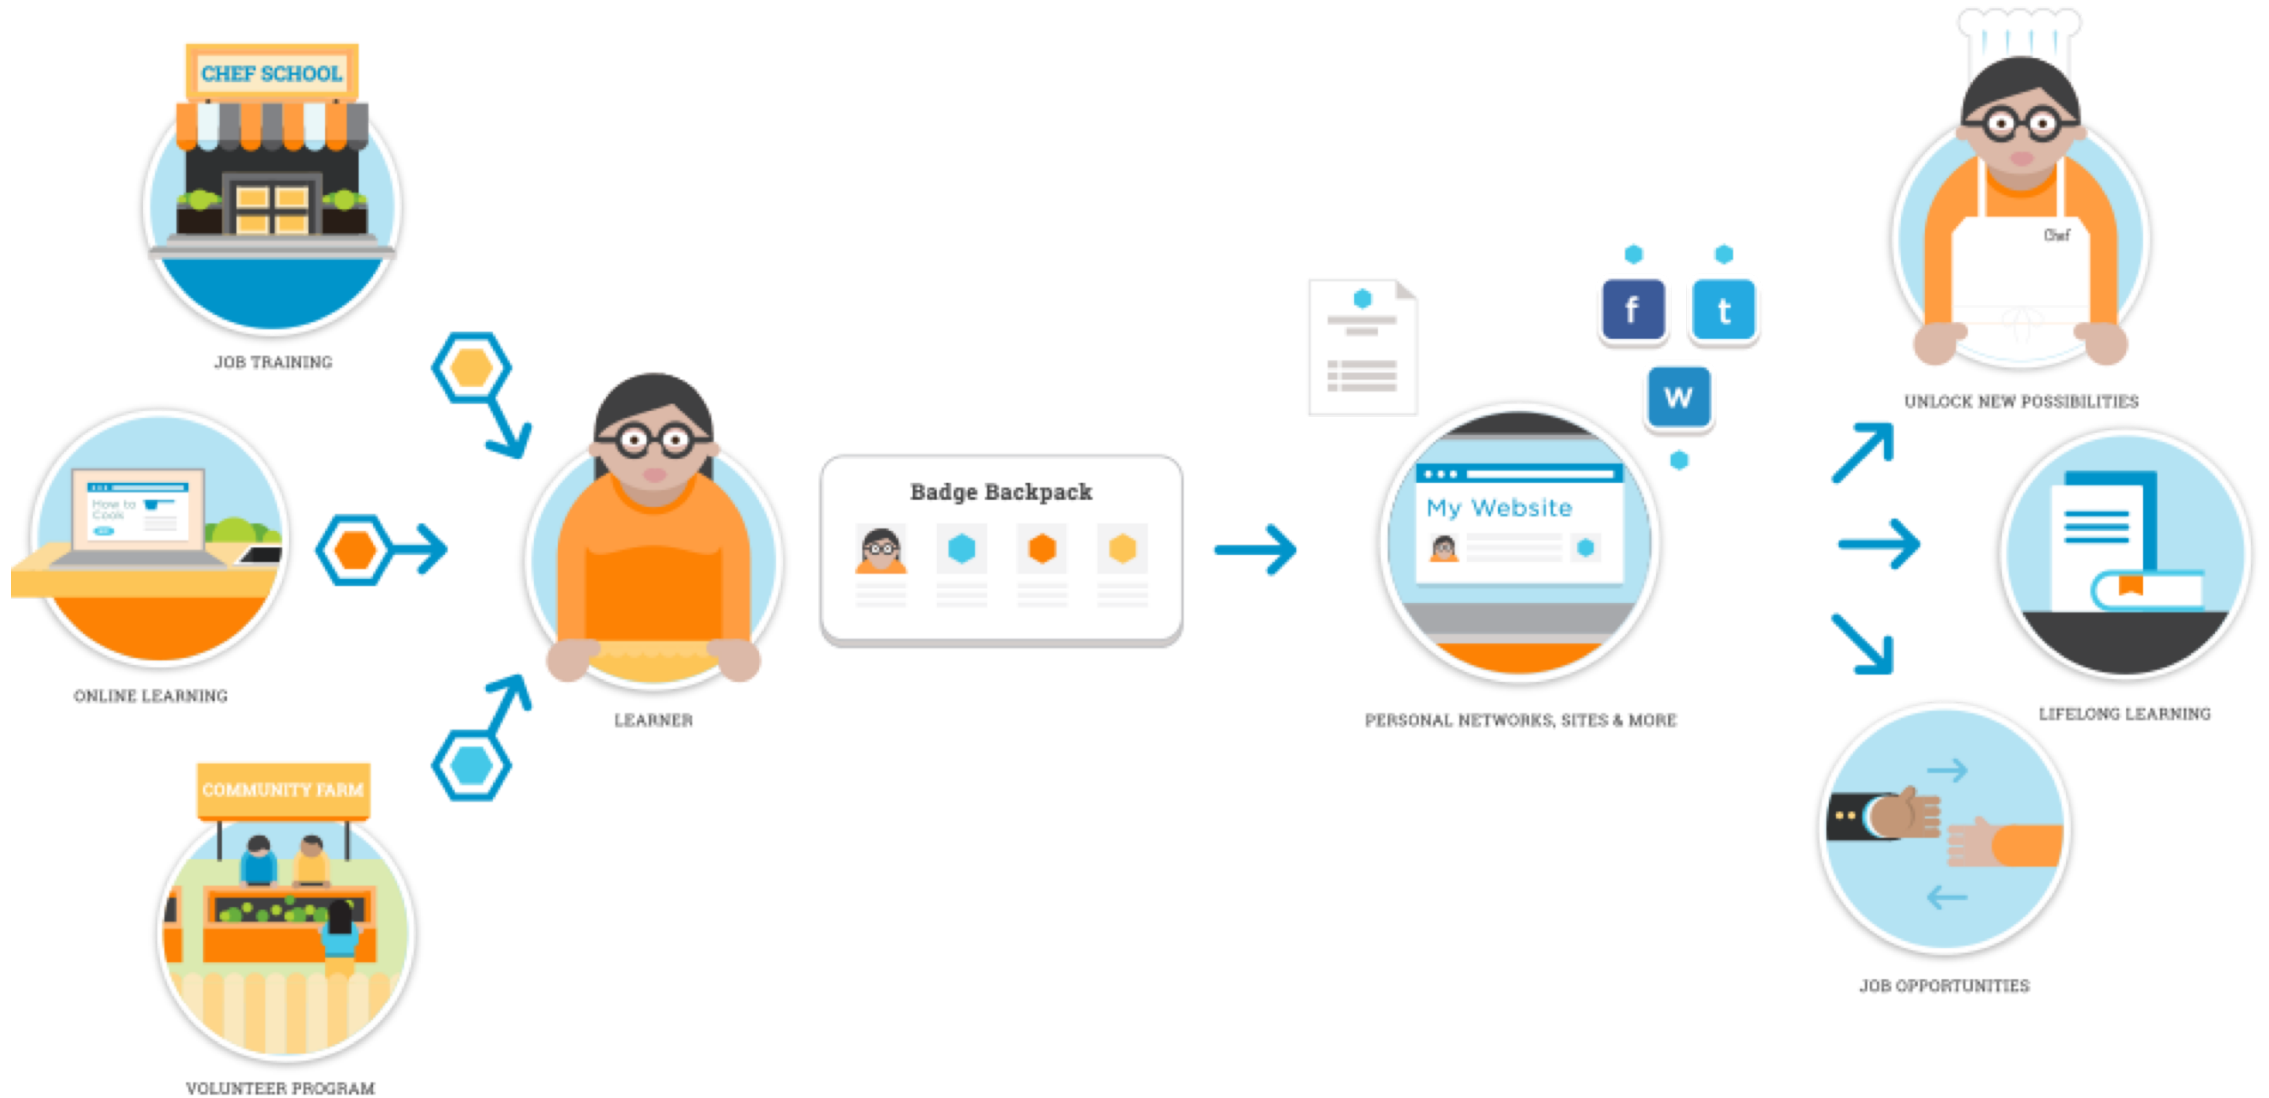 CHEF SCHOOL
JOB TRAINING
How to
Cook
ONLINE LEARNING
COMMUNITY FARM
VOLUNTEER PROGRAM
LEARNER
Badge Backpack
f
t
w
My Website
PERSONAL NETWORKS, SITES & MORE
Chef
UNLOCK NEW POSSIBILITIES
LIFELONG LEARNING
JOB OPPORTUNITIES